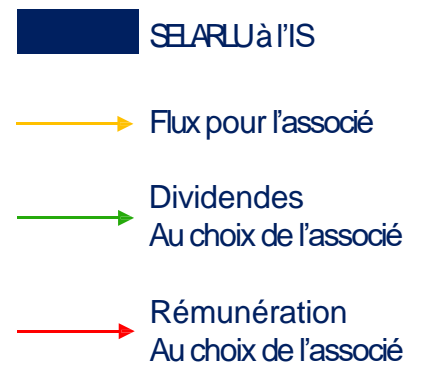 SELARLU à l'IS
Flux pour l'associé
Dividendes
Au choix de l'associé
Rémunération
Au choix de l'associé